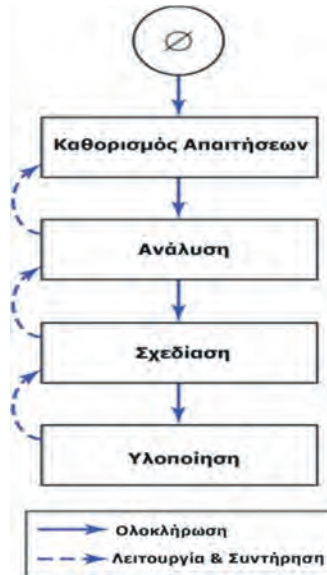 ∅
Καθορισμός Απαιτήσεων
Ανάλυση
Σχεδίαση
Υλοποίηση
Ολοκλήρωση
Λειτουργία & Συντήρηση